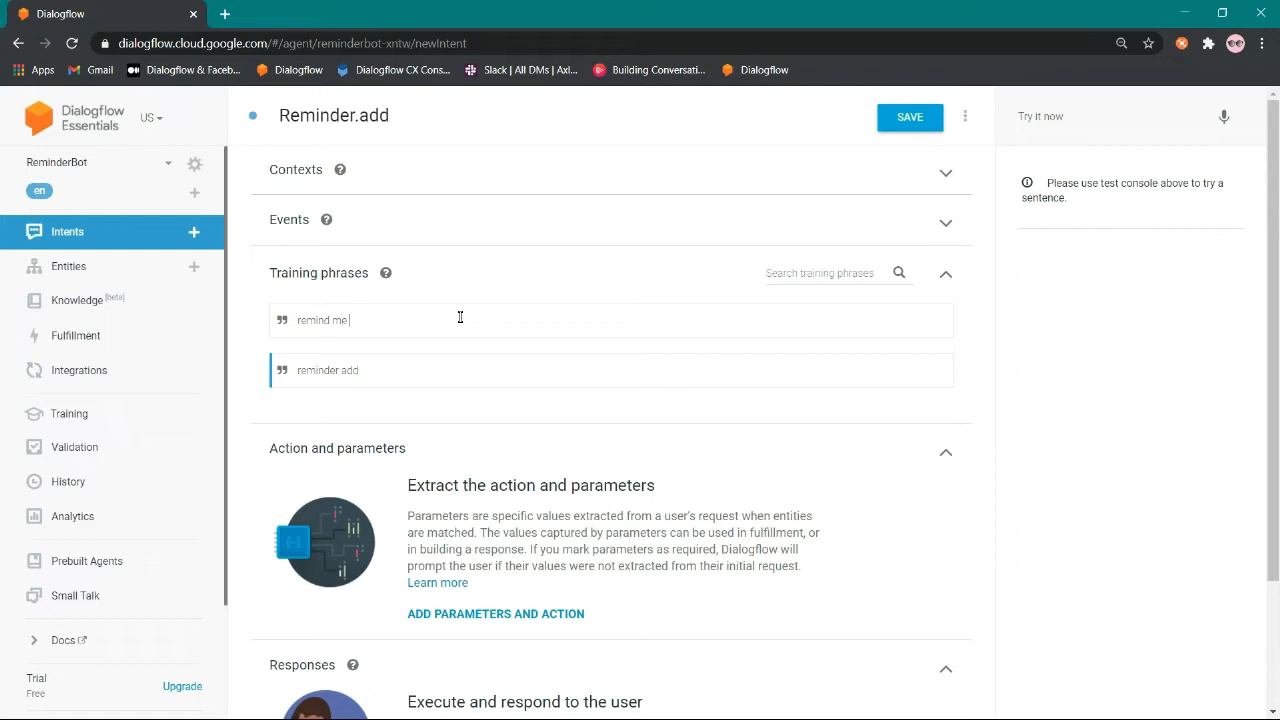 Dialogflow
dialogflow.cloud.google.com/#/agent/reminderbot-xntw/newIntent
Apps
Gmail
Dialogflow & Faceb...
Dialogflow
Dialogflow CX Cons...
Slack | All DMs | Axl...
Building Conversati...
Dialogflow
Dialogflow
Essentials
US
ReminderBot
en
Intents
Entities
Knowledge [beta]
Fulfillment
Integrations
Training
Validation
History
Analytics
Prebuilt Agents
Small Talk
Docs
Trial
Free
Upgrade
Reminder.add
SAVE
Contexts
Events
Training phrases
Search training phrases
remind me
reminder add
Action and parameters
Extract the action and parameters
Parameters are specific values extracted from a user's request when entities
are matched. The values captured by parameters can be used in fulfillment, or
in building a response. If you mark parameters as required, Dialogflow will
prompt the user if their values were not extracted from their initial request.
Learn more
ADD PARAMETERS AND ACTION
Responses
Execute and respond to the user
Try it now
Please use test console above to try a
sentence.